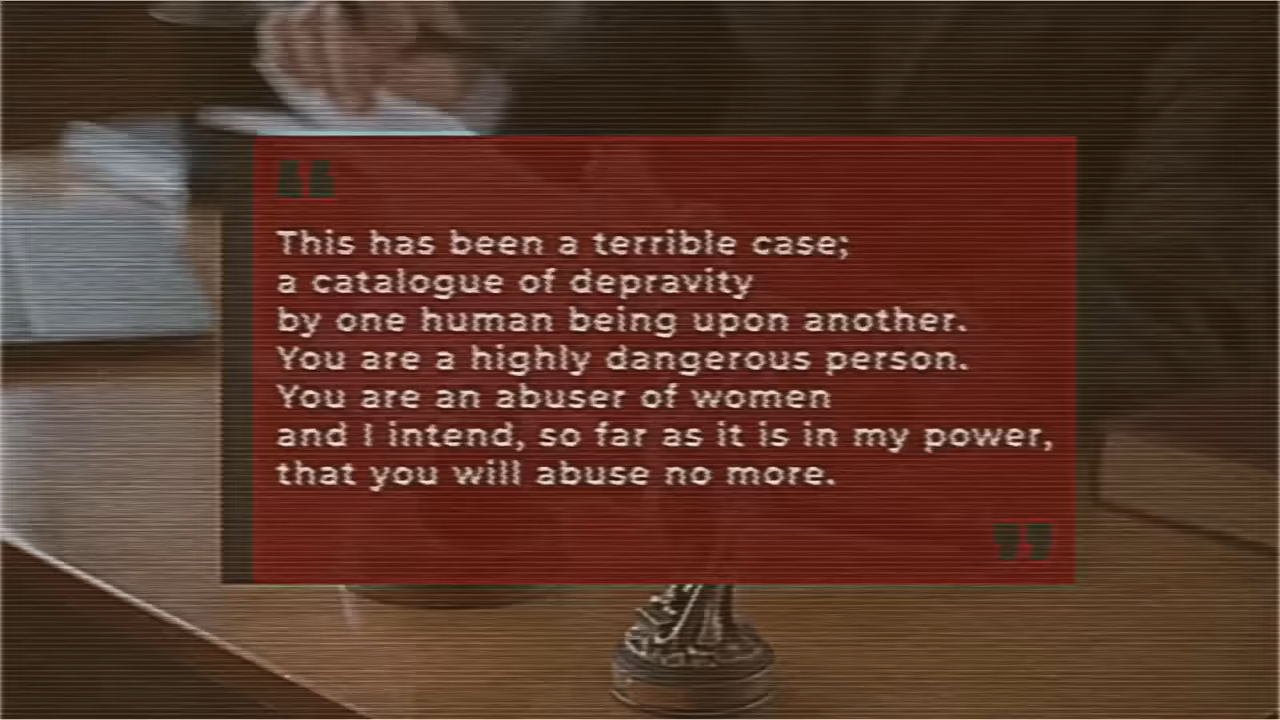 “
This has been a terrible case;
a catalogue of depravity
by one human being upon another.
You are a highly dangerous person.
You are an abuser of women
and I intend, so far as it is in my power,
that you will abuse no more.
”